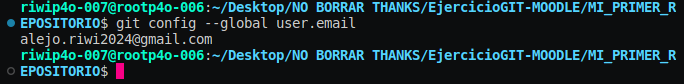 riwip4o-007@rootp4o-006:~/Desktop/NO BORRAR THANKS/EjercicioGIT-MOODLE/MI_PRIMER_R
EPOSITORIO$ git config --global user.email
alejo.riwi2024@gmail.com
riwip4o-007@rootp4o-006:~/Desktop/NO BORRAR THANKS/EjercicioGIT-MOODLE/MI_PRIMER_R
EPOSITORIO$